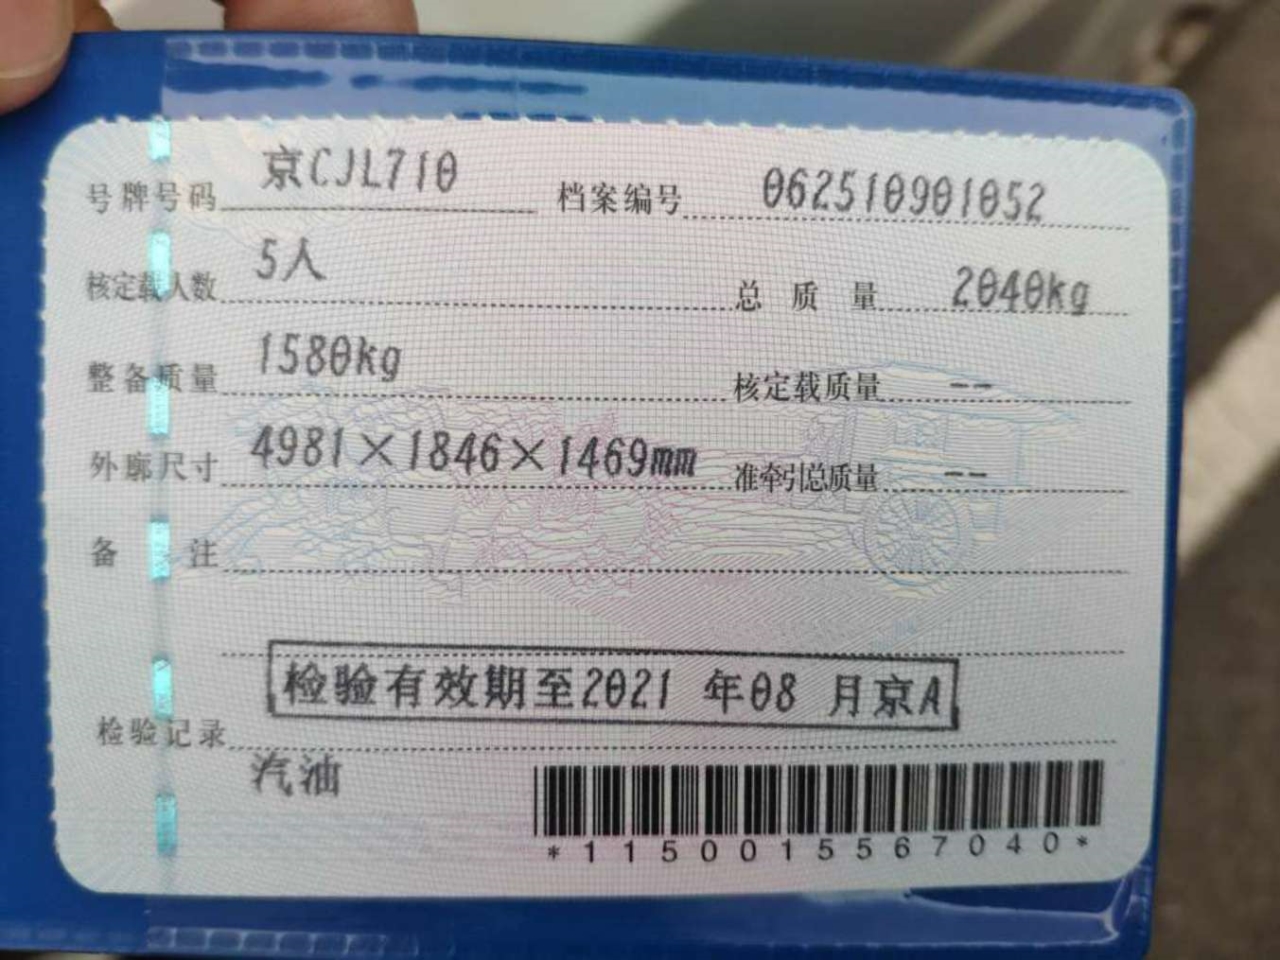 号牌号码 京CJL710 档案编号 062510901052
核定载人数 5人 总质量 2040kg
整备质量 1580kg 核定载质量 --
外廓尺寸 4981×1846×1469mm 准牵引总质量 --
备注
检验有效期至2021 年08 月京A
检验记录
汽油
*1150015567040*